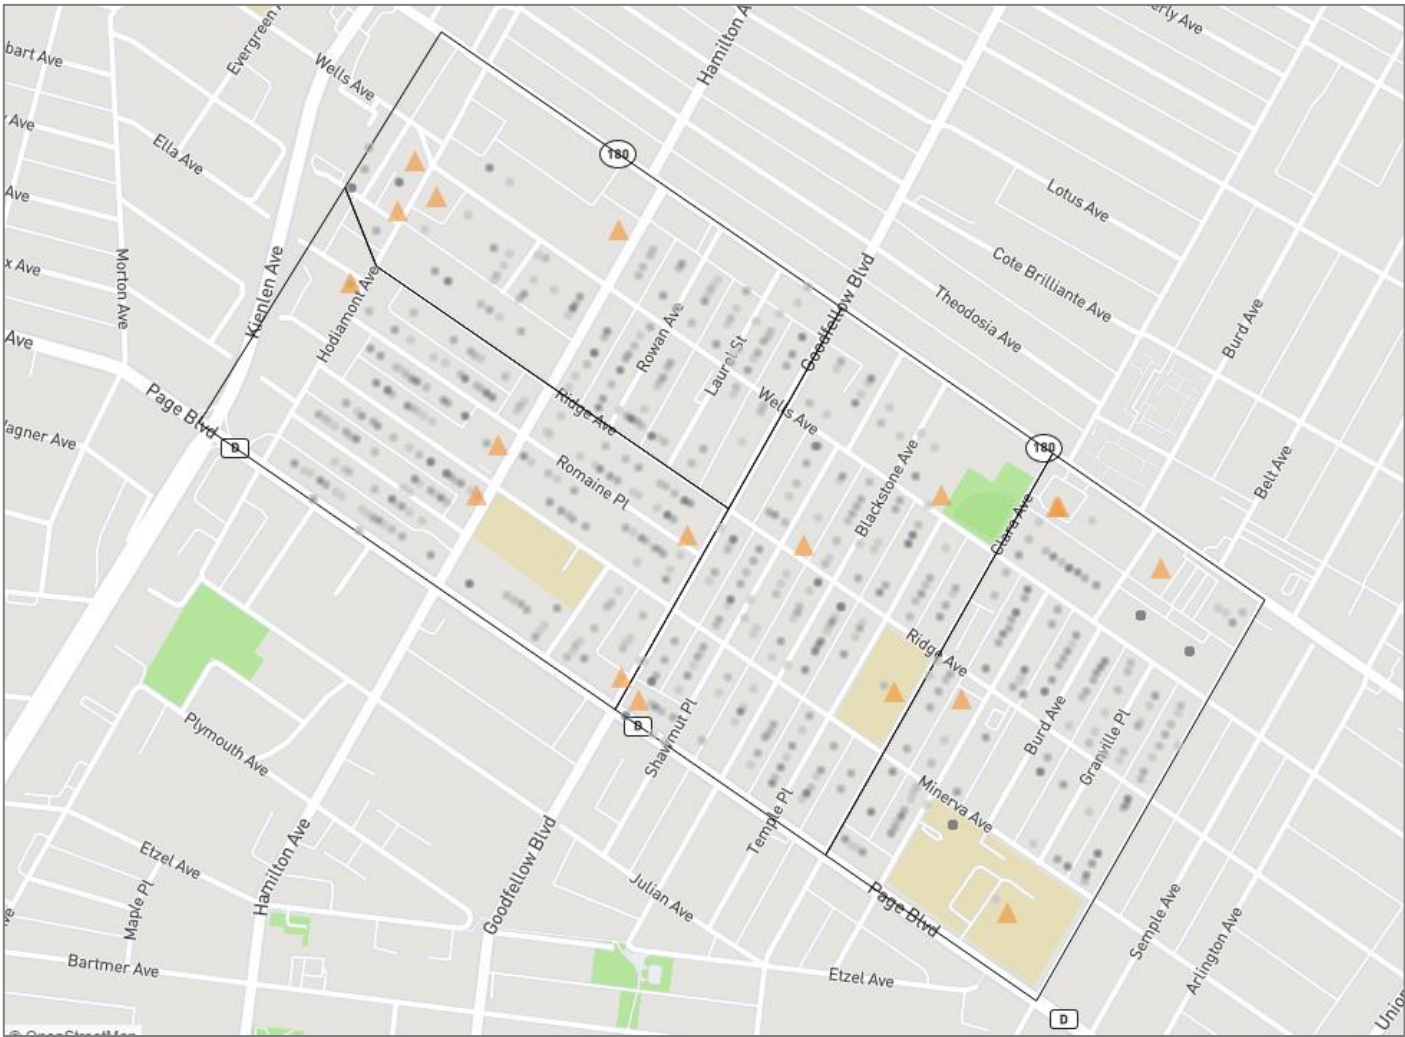 Evergreen
Hamilton A
erly Ave
bart Ave
Wells Ave
Ave
Ella Ave
180
Lotus Ave
Ave
Cote Brilliante Ave
x Ave
Morton Ave
Kienlen Ave
Goodfellow Blvd
Theodosia Ave
Burd Ave
Hodiamont Ave
Rowan Ave
Laurel St
Ave
Page Blvd
Ridge Ave
Wells Ave
agner Ave
D
180
Blackstone Ave
Belt Ave
Romaine Pl
Clara Ave
Ridge Ave
D
Shawmut Pl
Burd Ave
Granville Pl
Plymouth Ave
Minerva Ave
Temple Pl
Etzel Ave
Hamilton Ave
Goodfellow Blvd
Maple Pl
Julian Ave
Page Blvd
Semple Ave
Arlington Ave
ve
Bartmer Ave
Etzel Ave
D
Union
© OpenStreetMap